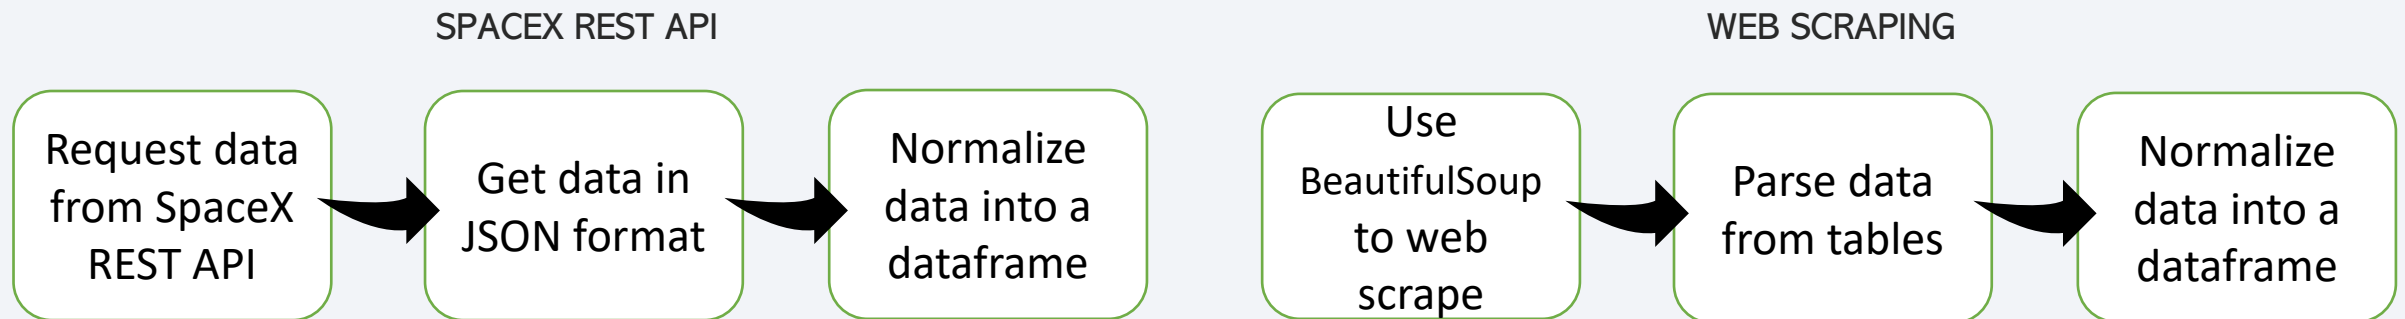 SPACEX REST API
Request data
from SpaceX
REST API
Get data in
JSON format
Normalize
data into a
dataframe
WEB SCRAPING
Use
BeautifulSoup
to web
scrape
Parse data
from tables
Normalize
data into a
dataframe